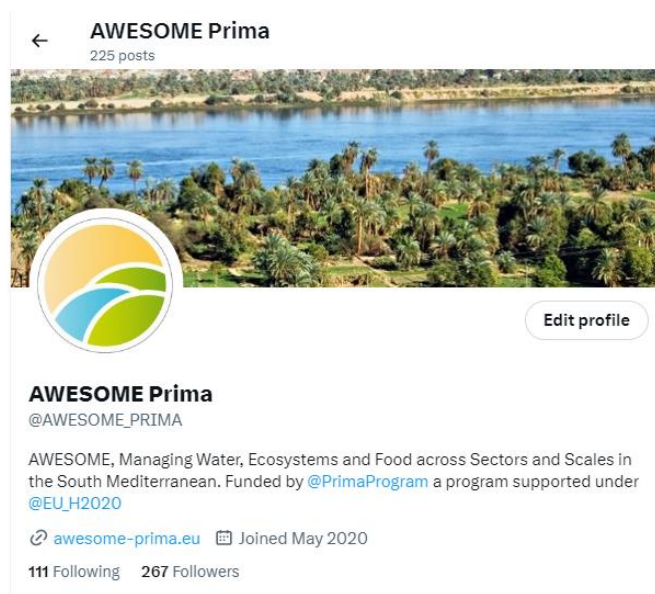 AWESOME Prima
225 posts
Edit profile
AWESOME Prima
@AWESOME_PRIMA
AWESOME, Managing Water, Ecosystems and Food across Sectors and Scales in
the South Mediterranean. Funded by @PrimaProgram a program supported under
@EU_H2020
awesome-prima.eu Joined May 2020
111 Following 267 Followers